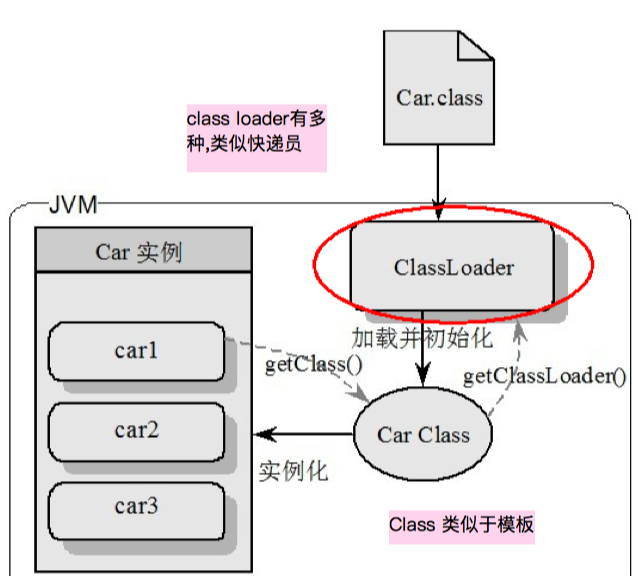 Car.class
class loader有多
种,类似快递员
JVM
Car 实例
ClassLoader
加载并初始化
car1
getClass()
getClassLoader()
car2
Car Class
实例化
car3
Class 类似于模板